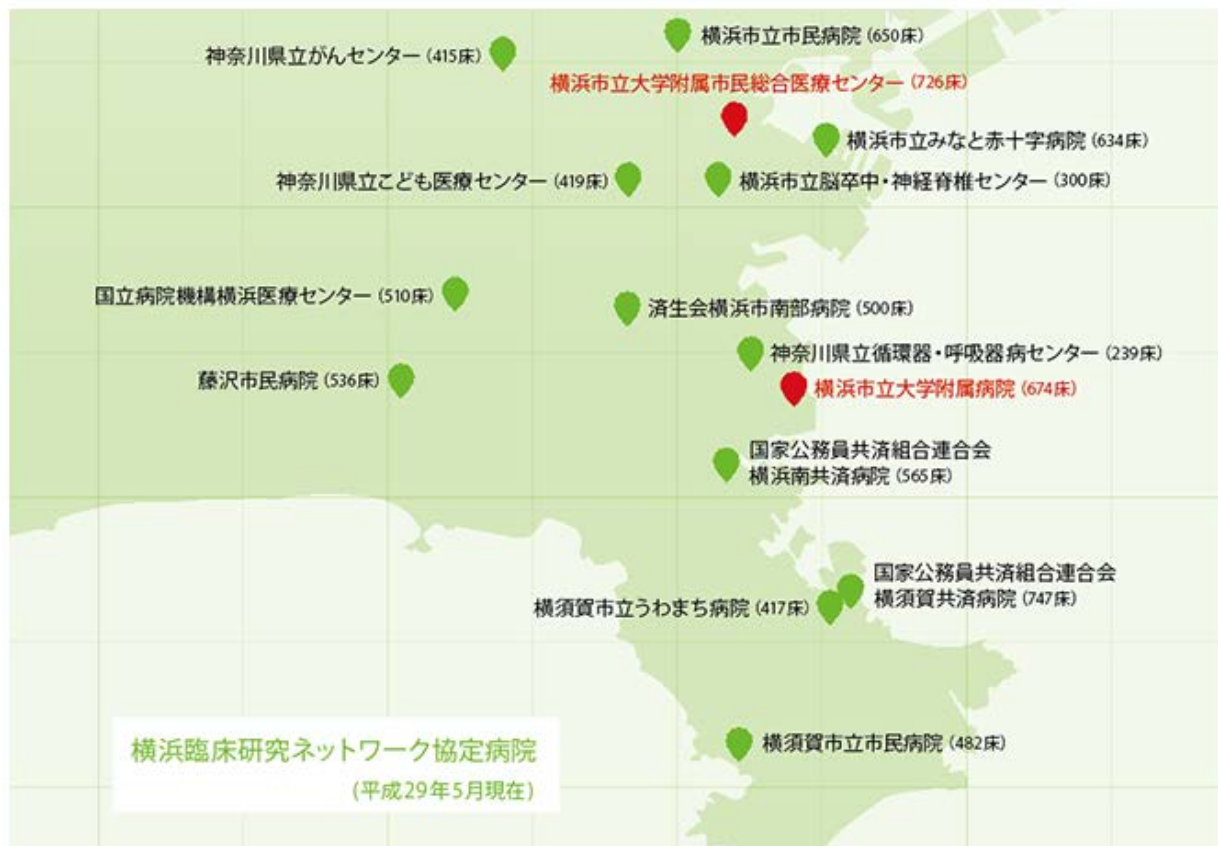 横浜市立市民病院 (650床)
神奈川県立がんセンター (415床)
横浜市立大学附属市民総合医療センター (726床)
横浜市立みなと赤十字病院 (634床)
神奈川県立こども医療センター (419床)
横浜市立脳卒中・神経脊椎センター (300床)
国立病院機構横浜医療センター (510床)
済生会横浜市南部病院 (500床)
神奈川県立循環器・呼吸器病センター (239床)
藤沢市民病院 (536床)
横浜市立大学附属病院 (674床)
国家公務員共済組合連合会
横浜南共済病院 (565床)
国家公務員共済組合連合会
横須賀共済病院 (747床)
横須賀市立うわまち病院 (417床)
横須賀市立市民病院 (482床)
横浜臨床研究ネットワーク協定病院
(平成29年5月現在)